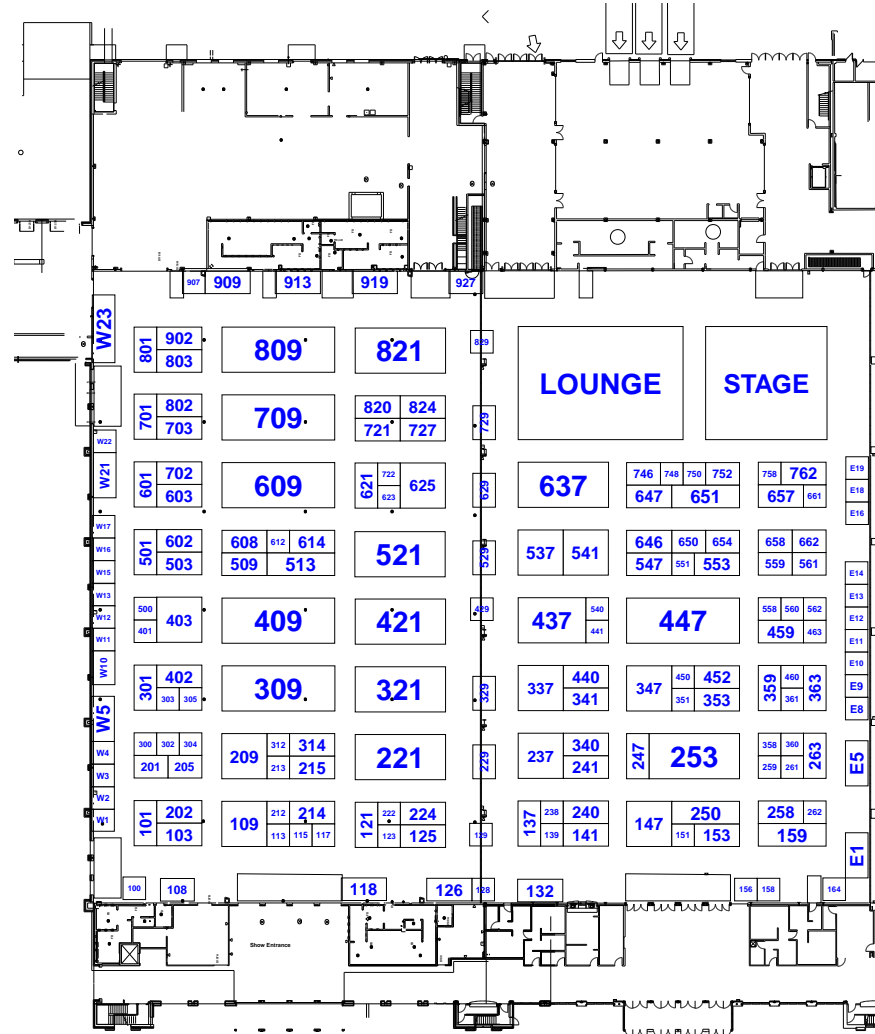 907 909 913 919 927
W23
801 902 809 821 829 LOUNGE STAGE
803
701 802 709 820 824 729
703 721 727
W22
W21
601 702 609 621 722 625 629 637 746 748 750 752 758 762 E19
603 623 647 651 657 661 E18
E16
W17
W16
W15
501 602 608 612 614 521 529 537 541 646 650 654 658 662
503 509 513 547 551 553 559 561
E14
W13
W12
W11
500 403 409 421 429 437 540 447 558 560 562 E13
401 441 459 463 E12
E11
W10
301 402 309 321 329 337 440 347 450 452 359 460 363 E10
303 305 341 351 353 361 E9
E8
W5
W4
W3
300 302 304 209 312 314 221 229 237 340 247 253 358 360 263 E5
201 205 213 215 241 259 261
W2
W1
101 202 109 212 214 121 222 224 129 137 238 240 147 250 258 262
103 113 115 117 123 125 139 141 151 153 159 E1
100 108 118 126 128 132 156 158 164
Show Entrance